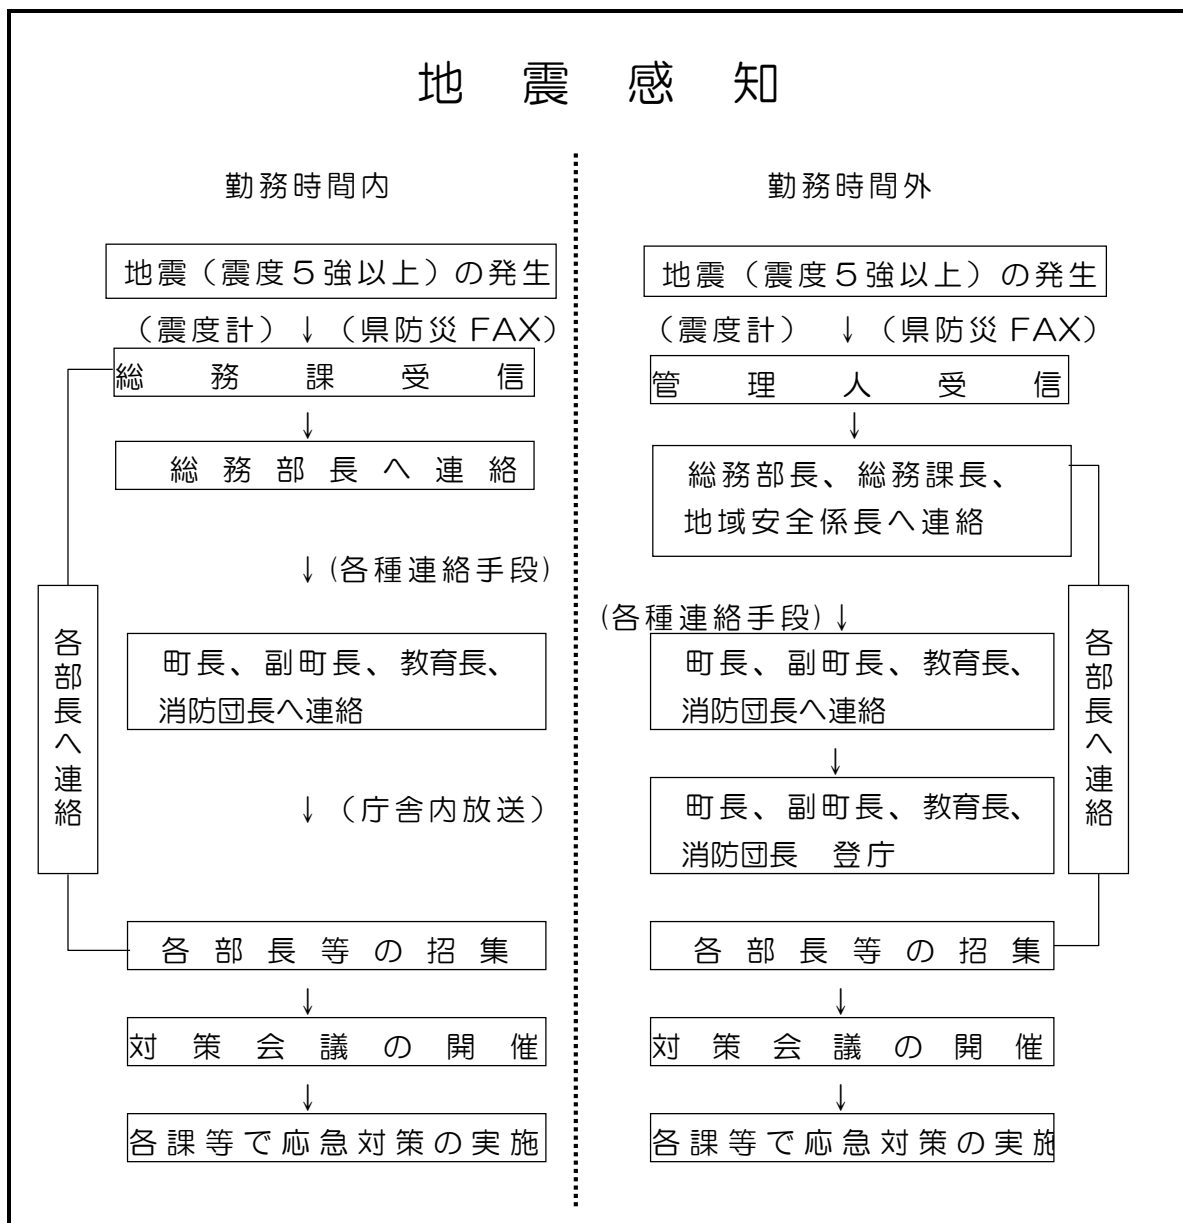 地震感知
勤務時間内
地震（震度５強以上）の発生
（震度計）↓（県防災 FAX）
総務課受信
↓
総務部長へ連絡
↓(各種連絡手段)
各部長へ連絡
町長、副町長、教育長、
消防団長へ連絡
↓（庁舎内放送）
各部長等の招集
↓
対策会議の開催
↓
各課等で応急対策の実施
勤務時間外
地震（震度５強以上）の発生
（震度計）↓（県防災 FAX）
管理人受信
↓
総務部長、総務課長、
地域安全係長へ連絡
(各種連絡手段)↓
町長、副町長、教育長、
消防団長へ連絡
↓
町長、副町長、教育長、
消防団長　登庁
各部長へ連絡
各部長等の招集
↓
対策会議の開催
↓
各課等で応急対策の実施